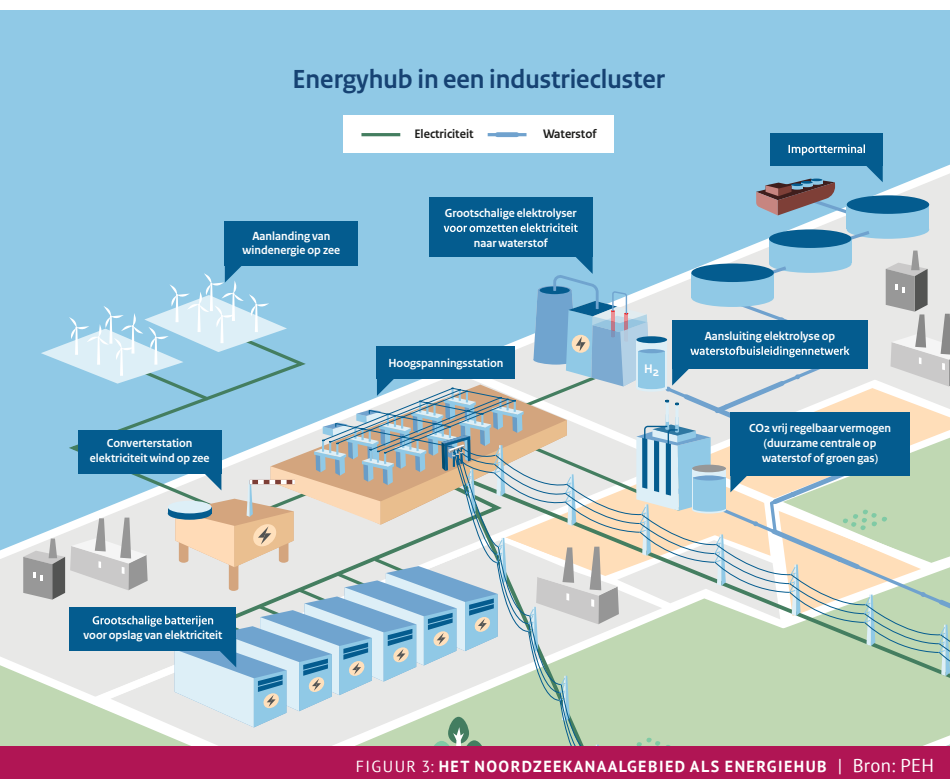 Energyhub in een industriecluster
Electriciteit
Waterstof
Importterminal
Grootschalige elektrolyser
voor omzetten elektriciteit
naar waterstof
Aanlanding van
windenergie op zee
Aansluiting elektrolyse op
waterstofbuisleidingennetwerk
Hoogspanningsstation
H₂
CO₂ vrij regelbaar vermogen
(duurzame centrale op
waterstof of groen gas)
Converterstation
elektriciteit wind op zee
Grootschalige batterijen
voor opslag van elektriciteit
FIGUUR 3: HET NOORDZEEKANAALGEBIED ALS ENERGIEHUB | Bron: PEH